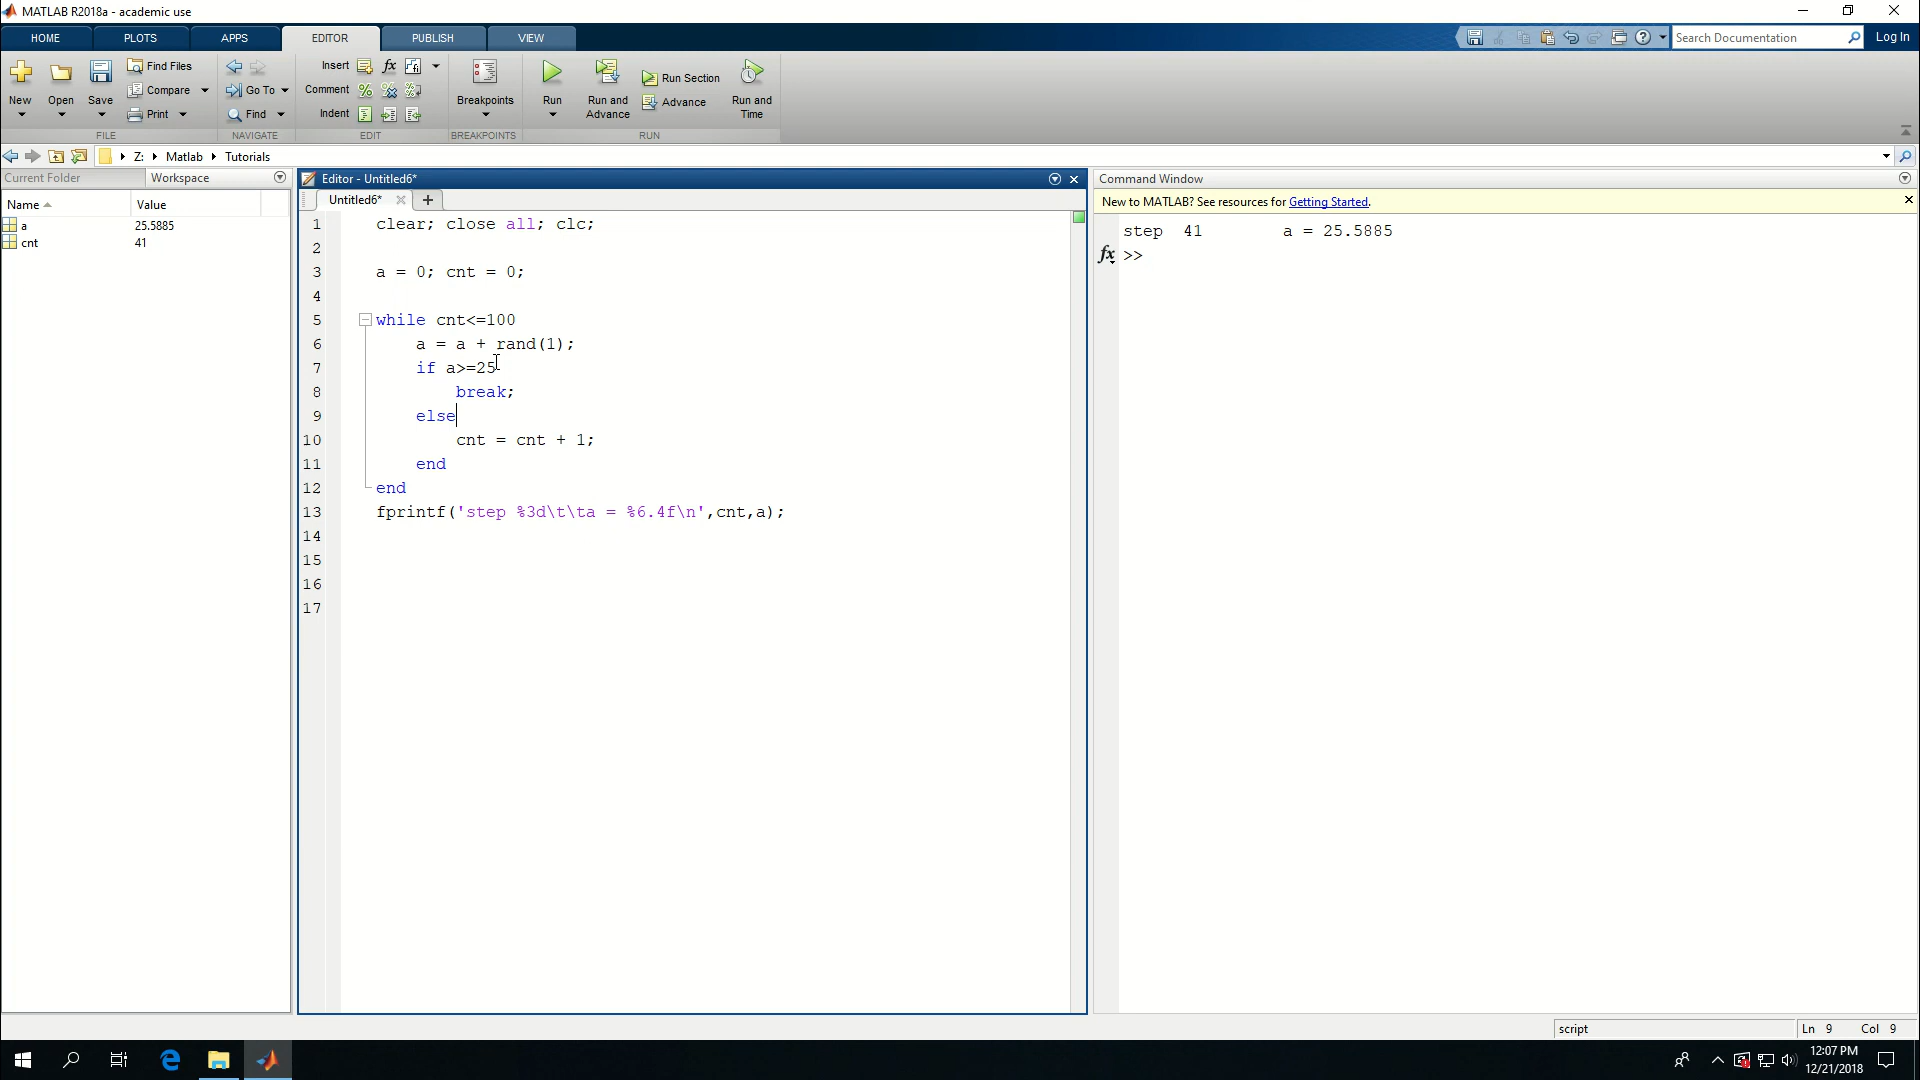 MATLAB R2018a - academic use
HOME PLOTS APPS EDITOR PUBLISH VIEW Search Documentation Log In
New Open Save Find Files Compare Print Go To Find Insert fx Comment Indent Breakpoints Run Run and Advance Run Section Advance Run and Time
FILE NAVIGATE EDIT BREAKPOINTS RUN
Z: Matlab Tutorials
Current Folder Workspace
Name Value
a 25.5885
cnt 41
Editor - Untitled6*
Untitled6*
1 clear; close all; clc;
2
3 a = 0; cnt = 0;
4
5 while cnt<=100
6 a = a + rand(1);
7 if a>=25
8 break;
9 else
10 cnt = cnt + 1;
11 end
12 end
13 fprintf('step %3d\t\ta = %6.4f\n',cnt,a);
14
15
16
17
Command Window
New to MATLAB? See resources for Getting Started.
step  41        a = 25.5885
fx >>
script Ln 9 Col 9
12:07 PM
12/21/2018